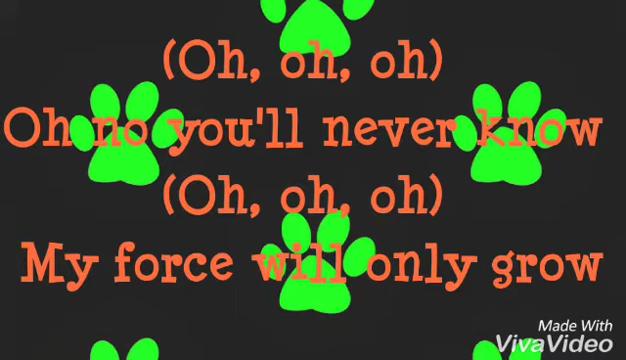 (Oh, oh, oh)
Oh no you'll never know
(Oh, oh, oh)
My force will only grow
Made With
VivaVideo